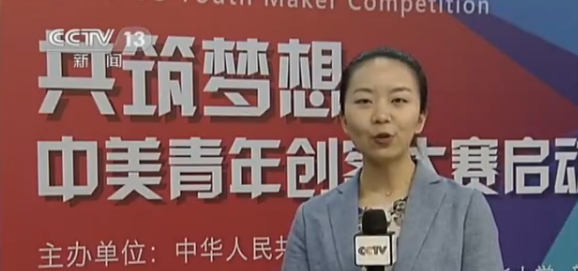 Youth Maker Competition
CCTV 13
新闻
共筑梦想
中美青年创客大赛启动
主办单位：中华人民共
CCTV